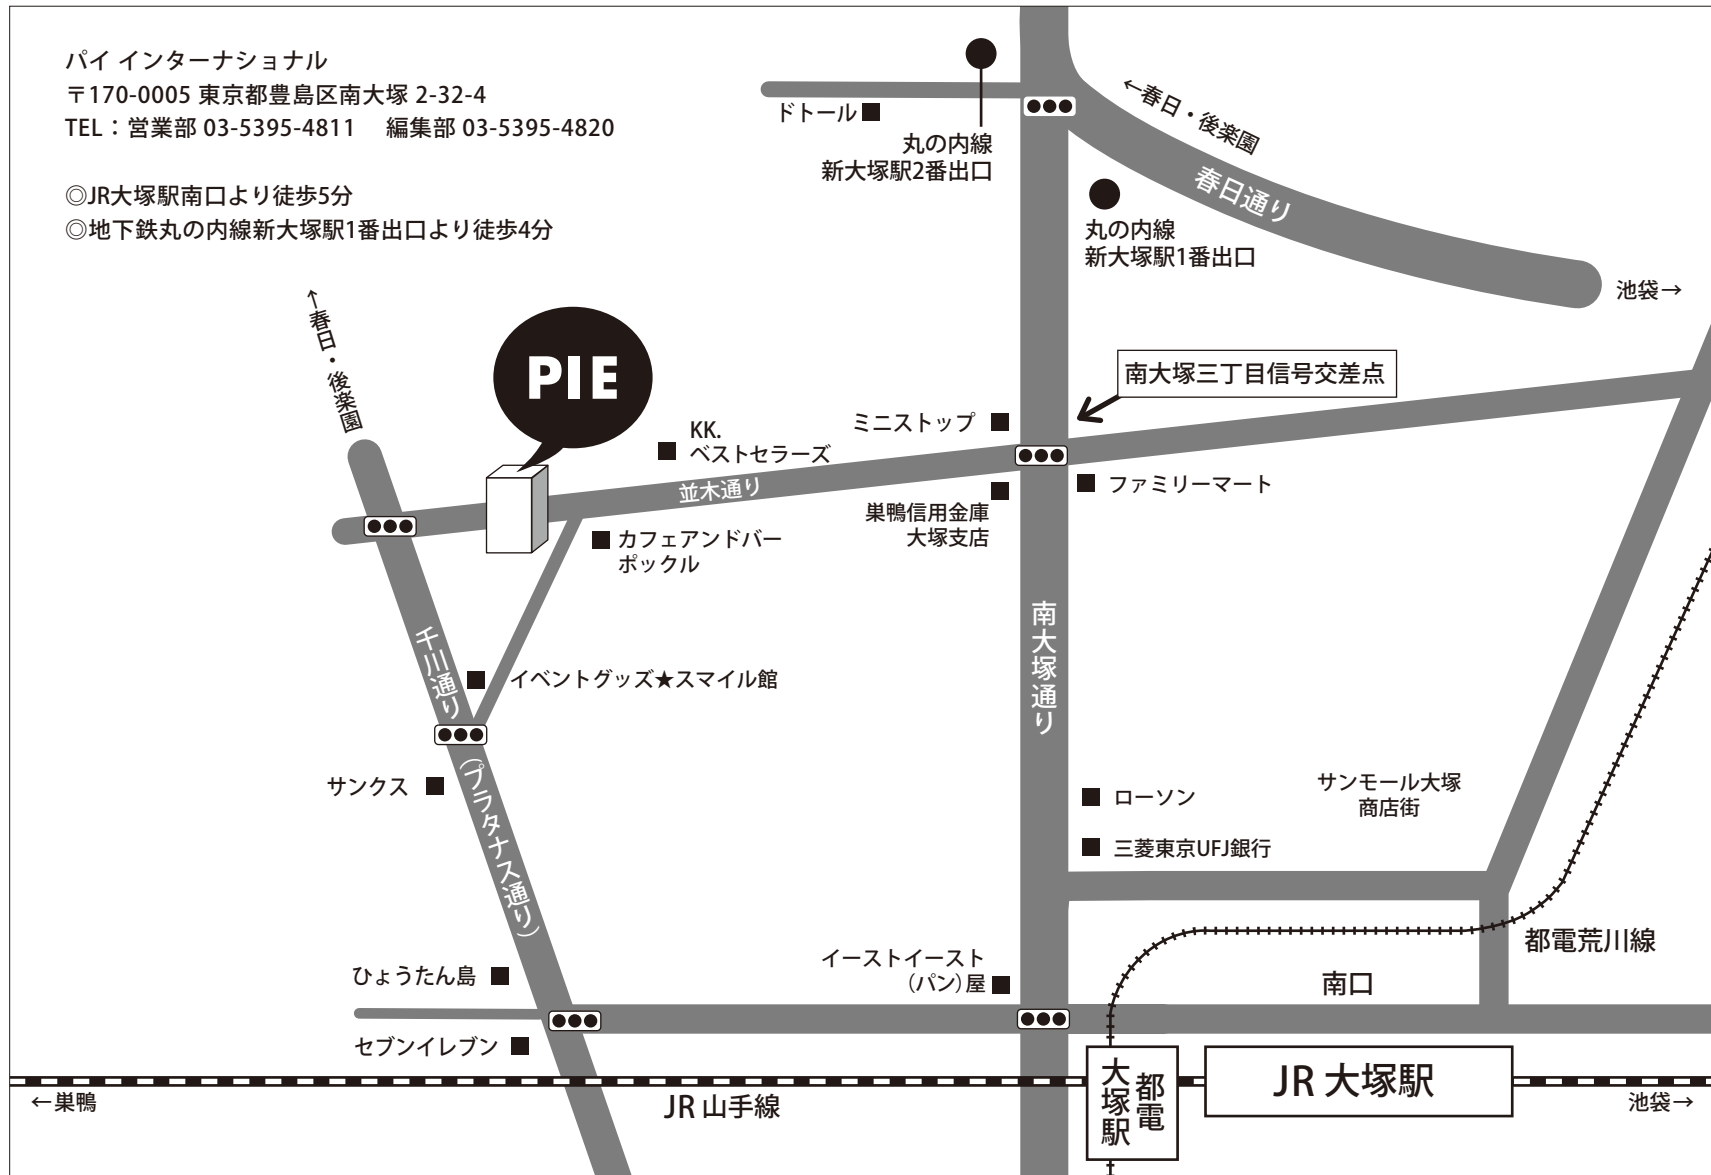 パイ インターナショナル
〒170-0005 東京都豊島区南大塚 2-32-4
TEL：営業部 03-5395-4811　編集部 03-5395-4820
◎JR大塚駅南口より徒歩5分
◎地下鉄丸の内線新大塚駅1番出口より徒歩4分
ドトール
丸の内線
新大塚駅2番出口
←春日・後楽園
春日通り
丸の内線
新大塚駅1番出口
池袋→
←春日・後楽園
PIE
南大塚三丁目信号交差点
ミニストップ
KK.
ベストセラーズ
並木通り
ファミリーマート
巣鴨信用金庫
大塚支店
カフェアンドバー
ポックル
南大塚通り
千川通り
（プラタナス通り）
イベントグッズ★スマイル館
サンクス
ローソン
サンモール大塚
商店街
三菱東京UFJ銀行
都電荒川線
イーストイースト
（パン）屋
ひょうたん島
南口
セブンイレブン
都電
大塚駅
JR 大塚駅
←巣鴨
JR 山手線
池袋→